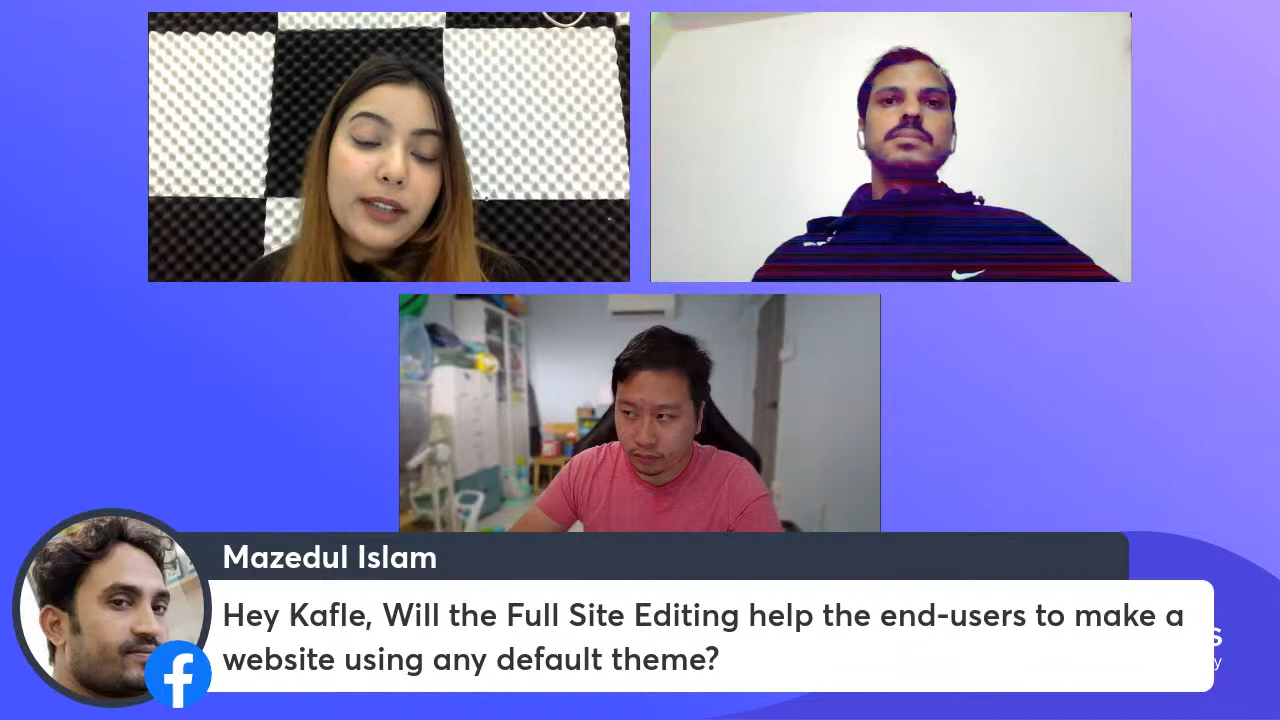 Mazedul Islam
Hey Kafle, Will the Full Site Editing help the end-users to make a
website using any default theme?